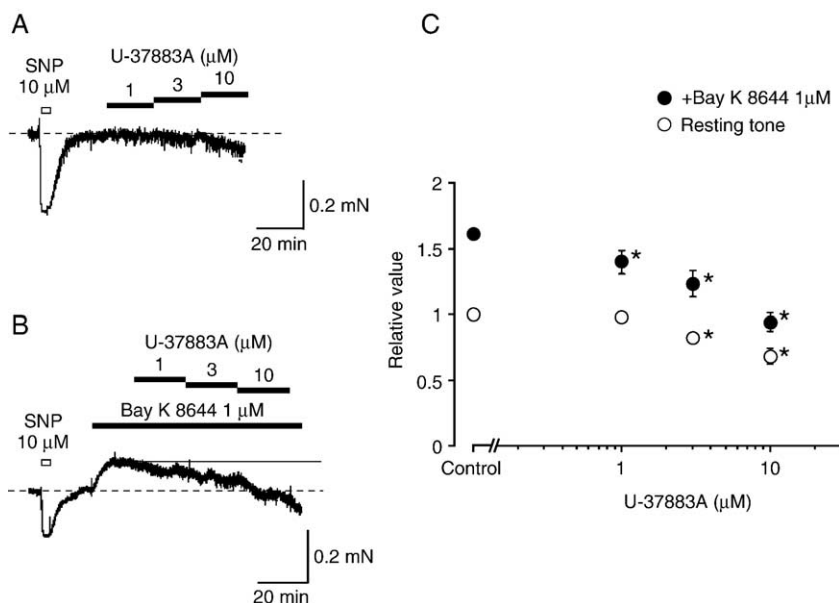 A
U-37883A (μM)
SNP
10 μM
1
3
10
0.2 mN
20 min
B
U-37883A (μM)
1
3
10
Bay K 8644 1 μM
SNP
10 μM
0.2 mN
20 min
C
+Bay K 8644 1μM
Resting tone
2
1.5
1
0.5
0
Relative value
*
*
*
*
*
Control
1
10
U-37883A (μM)